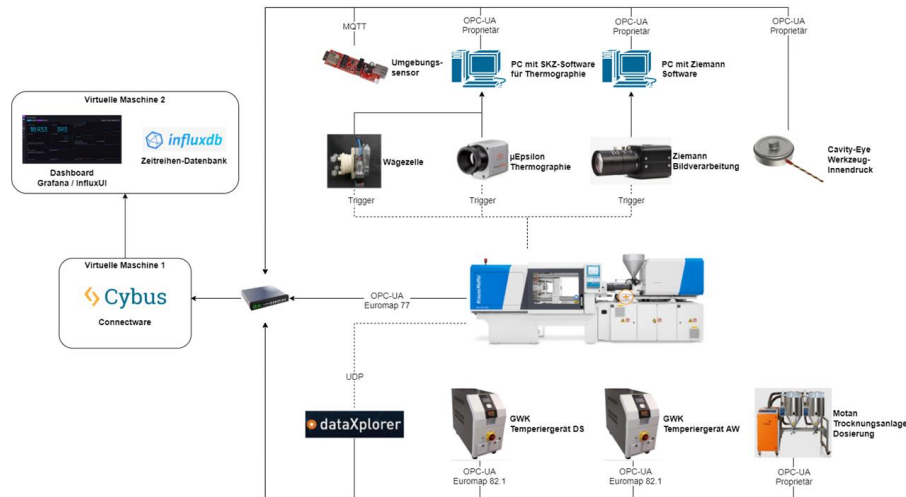 MQTT
OPC-UA
Proprietär
OPC-UA
Proprietär
OPC-UA
Proprietär
Umgebungs-
sensor
PC mit SKZ-Software
für Thermographie
PC mit Ziemann
Software
Virtuelle Maschine 2
18.933
393
influxdb
Dashboard
Grafana / InfluxUI
Zeitreihen-Datenbank
Wägezelle
µEpsilon
Thermographie
Ziemann
Bildverarbeitung
Cavity-Eye
Werkzeug-
innendruck
Trigger
Trigger
Trigger
Virtuelle Maschine 1
Cybus
Connectware
OPC-UA
Euromap 77
KraussMaffei
UDP
dataXplorer
GWK
Temperiergerät DS
GWK
Temperiergerät AW
Motan
Trocknungsanlage
Dosierung
OPC-UA
Euromap 82.1
OPC-UA
Euromap 82.1
OPC-UA
Proprietär